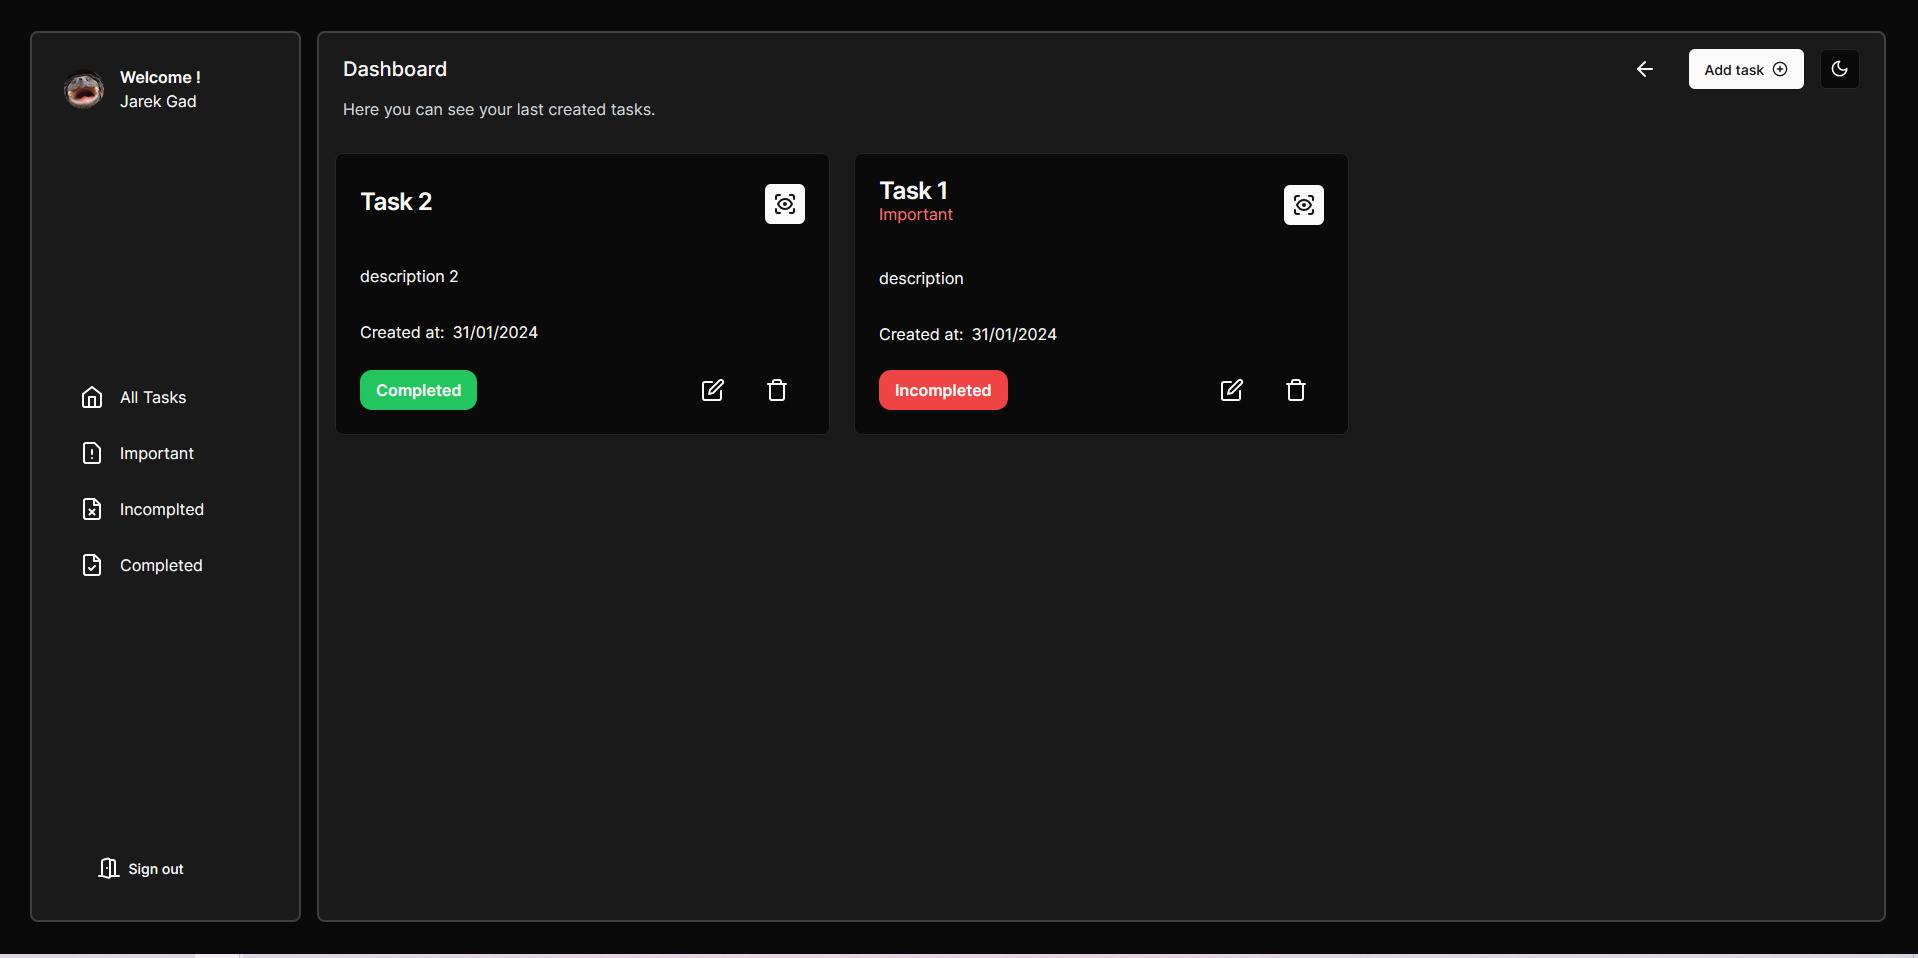 Welcome !
Jarek Gad
All Tasks
Important
Incomplted
Completed
Sign out
Dashboard
Here you can see your last created tasks.
Add task
Task 2
description 2
Created at: 31/01/2024
Completed
Task 1
Important
description
Created at: 31/01/2024
Incompleted